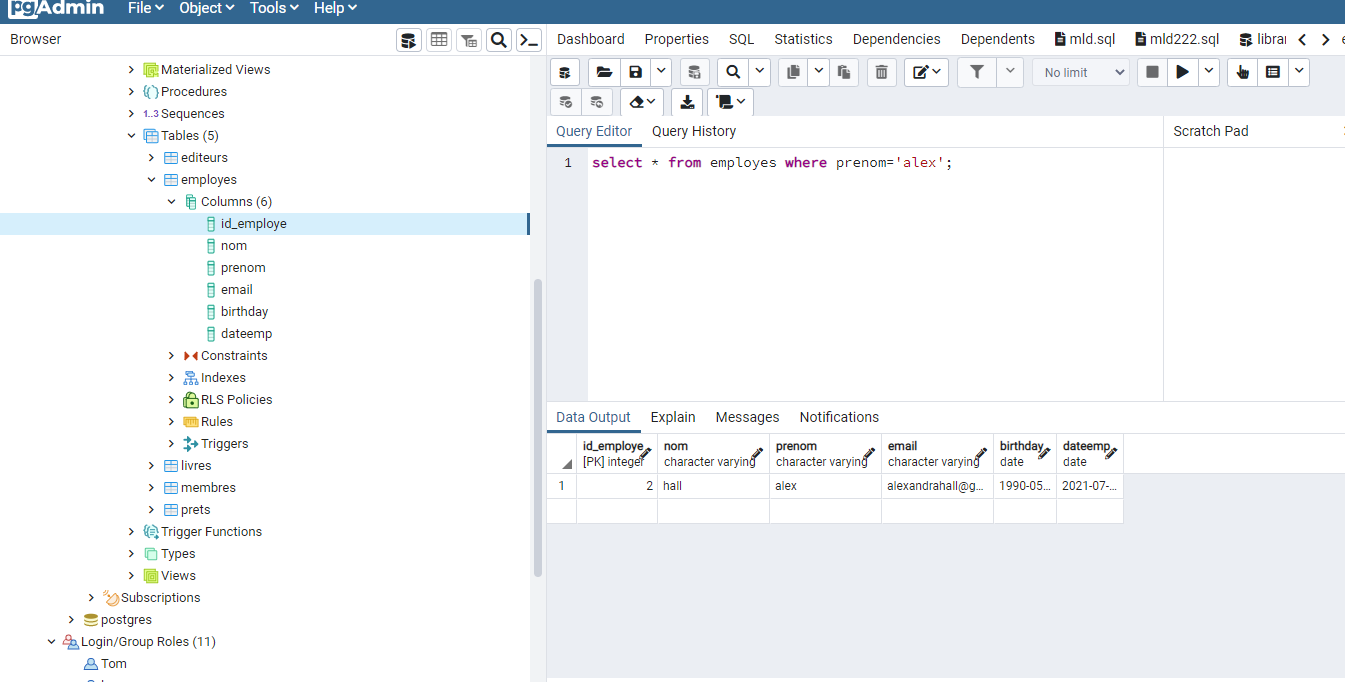 pgAdmin File Object Tools Help
Browser
Dashboard Properties SQL Statistics Dependencies Dependents mld.sql mld222.sql
No limit
Materialized Views
Procedures
1..3 Sequences
Tables (5)
editeurs
employes
Columns (6)
id_employe
nom
prenom
email
birthday
dateemp
Constraints
Indexes
RLS Policies
Rules
Triggers
livres
membres
prets
Trigger Functions
Types
Views
Subscriptions
postgres
Login/Group Roles (11)
Tom
Query Editor Query History
Scratch Pad
1 select * from employes where prenom='alex';
Data Output Explain Messages Notifications
id_employe nom prenom email birthday dateemp
[PK] integer character varying character varying character varying date date
1 2 hall alex alexandrahall@g... 1990-05... 2021-07-...